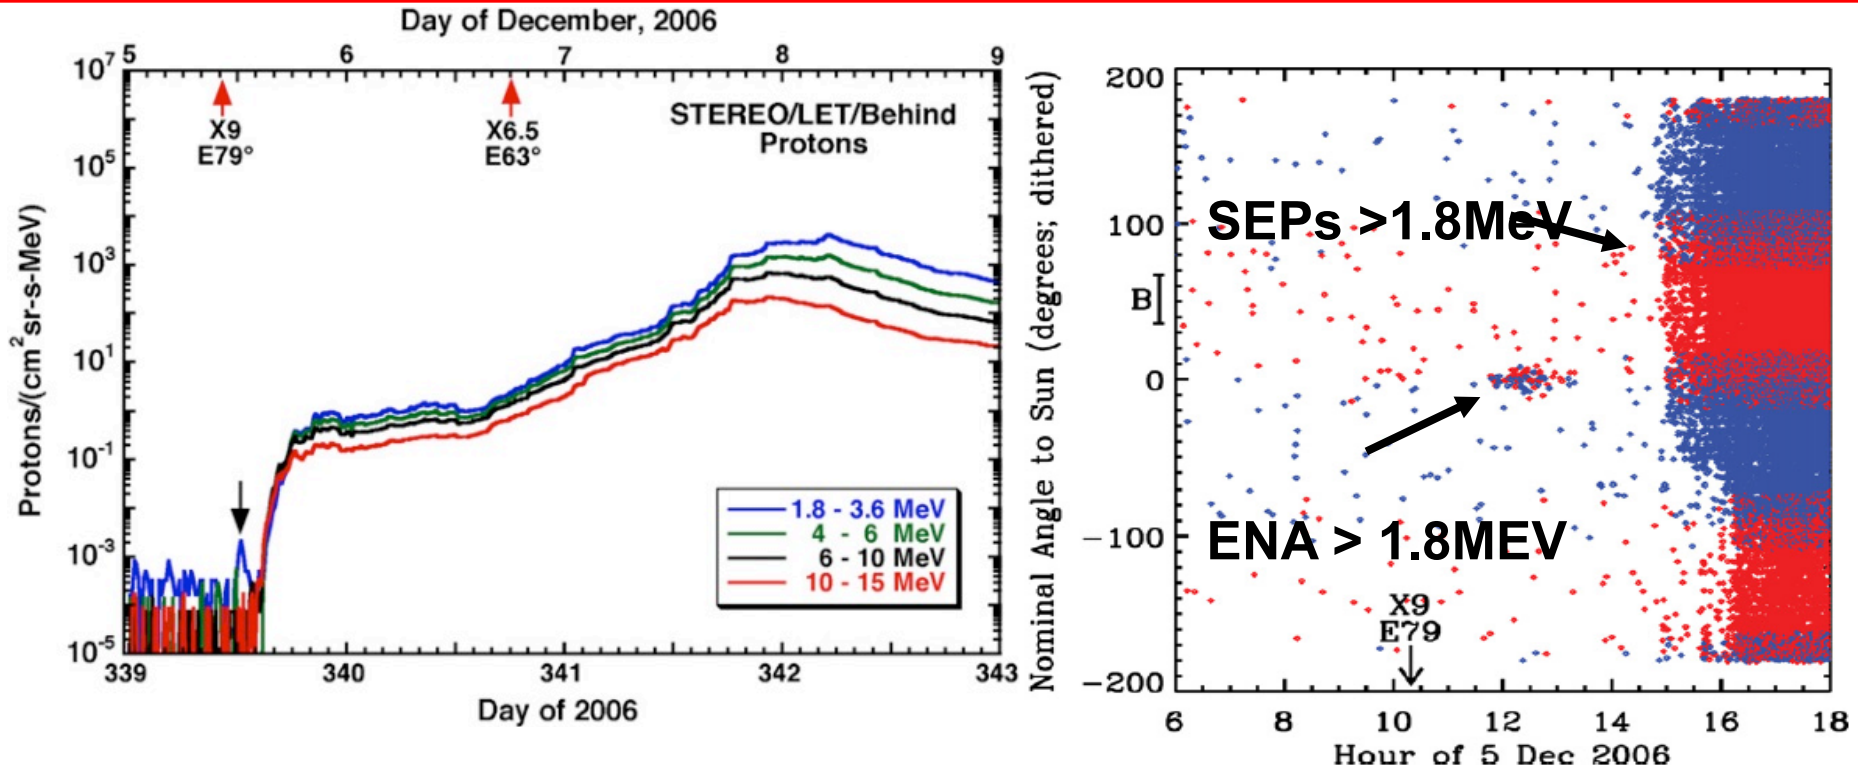 Day of December, 2006
5 6 7 8 9
10^7
10^5
10^3
10^1
10^-1
10^-3
10^-5
Protons/(cm^2sr-s-MeV)
X9
E79°
X6.5
E63°
STEREO/LET/Behind
Protons
1.8 - 3.6 MeV
4 - 6 MeV
6 - 10 MeV
10 - 15 MeV
339 340 341 342 343
Day of 2006
Nominal Angle to Sun (degrees; dithered)
200
100
0
-100
-200
B
SEPs >1.8MeV
ENA > 1.8MEV
X9
E79
6 8 10 12 14 16 18
Hour of 5 Dec 2006